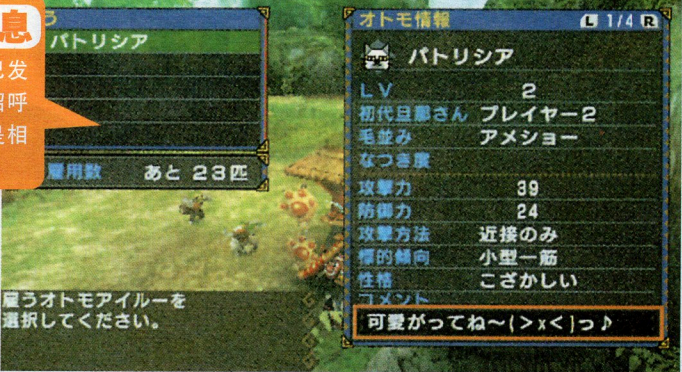 息
う
已发
パトリシア
招呼
是相
雇用数 あと 23匹
雇うオトモアイルーを
選択してください。
オトモ情報 L 1/4 R
パトリシア
LV 2
初代旦那さん プレイヤー2
毛並み アメショー
なつき度
攻撃力 39
防御力 24
攻撃方法 近接のみ
標的傾向 小型一筋
性格 こざかしい
コメント
可愛がってね～(>x<)っ♪